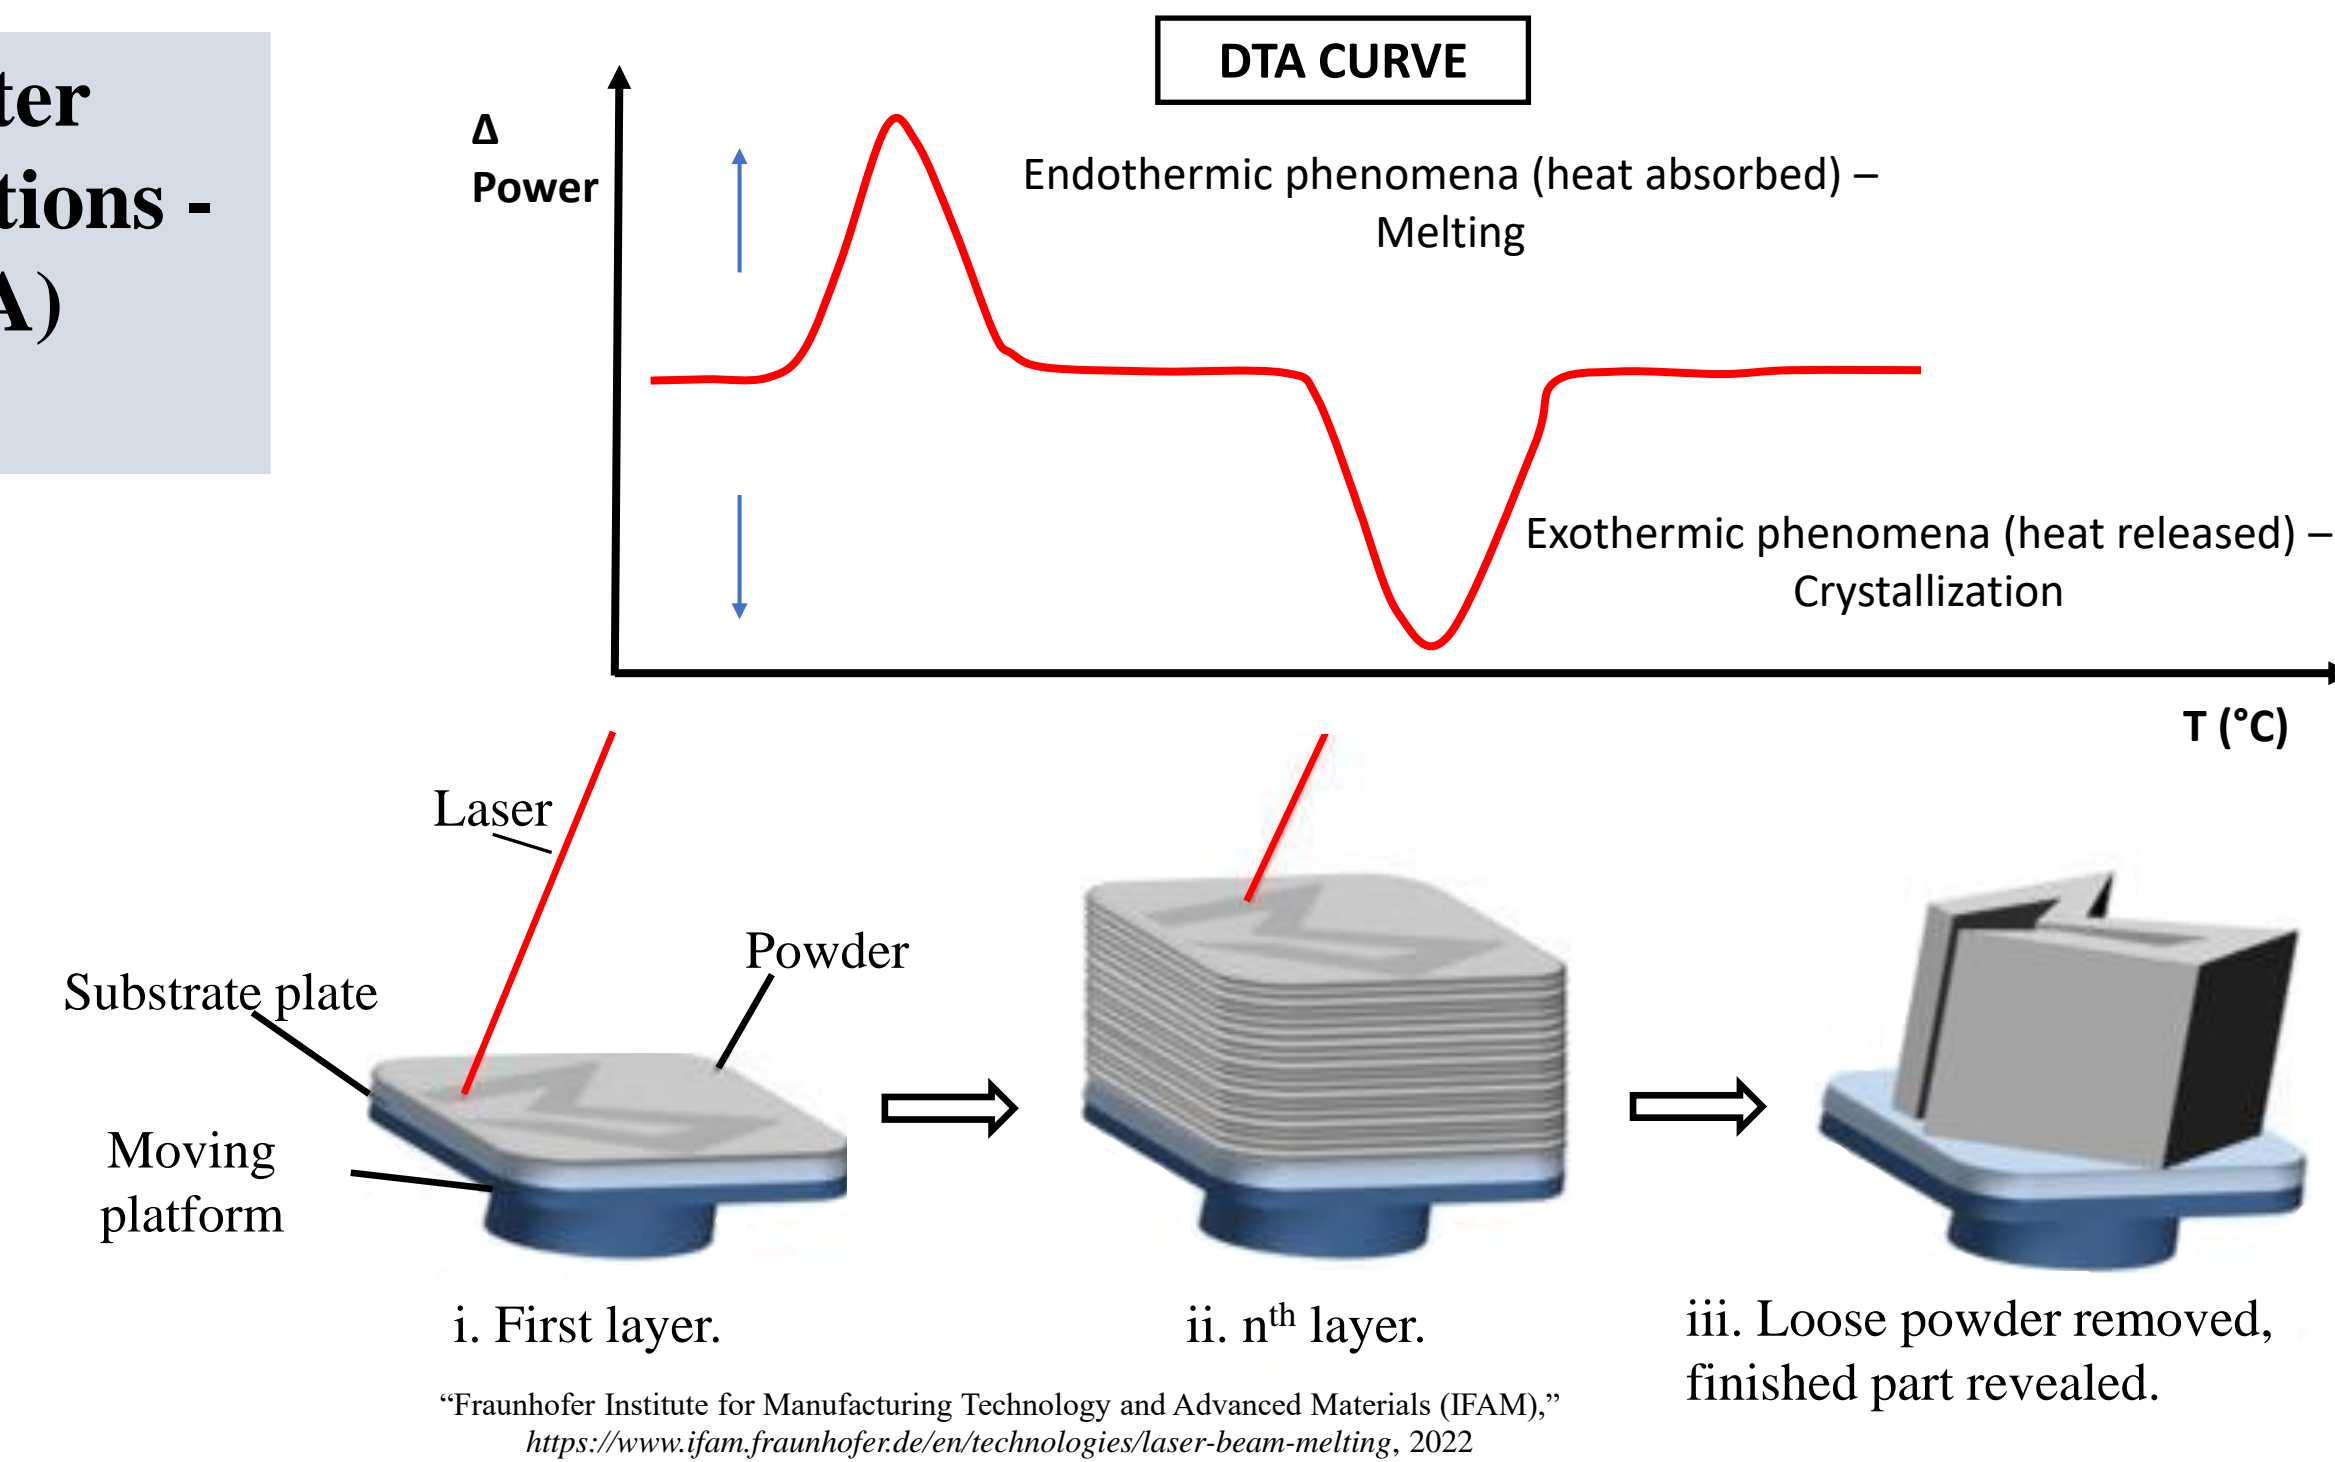 ter
tions -
A)
DTA CURVE
Δ
Power
Endothermic phenomena (heat absorbed) –
Melting
Exothermic phenomena (heat released) –
Crystallization
T (°C)
Laser
Powder
Substrate plate
Moving
platform
i. First layer.
ii. nth layer.
iii. Loose powder removed,
finished part revealed.
“Fraunhofer Institute for Manufacturing Technology and Advanced Materials (IFAM),”
https://www.ifam.fraunhofer.de/en/technologies/laser-beam-melting, 2022